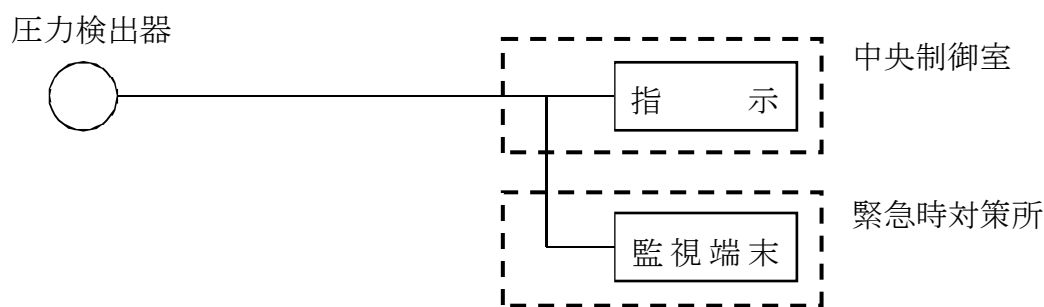 圧力検出器
中央制御室
指示
緊急時対策所
監視端末